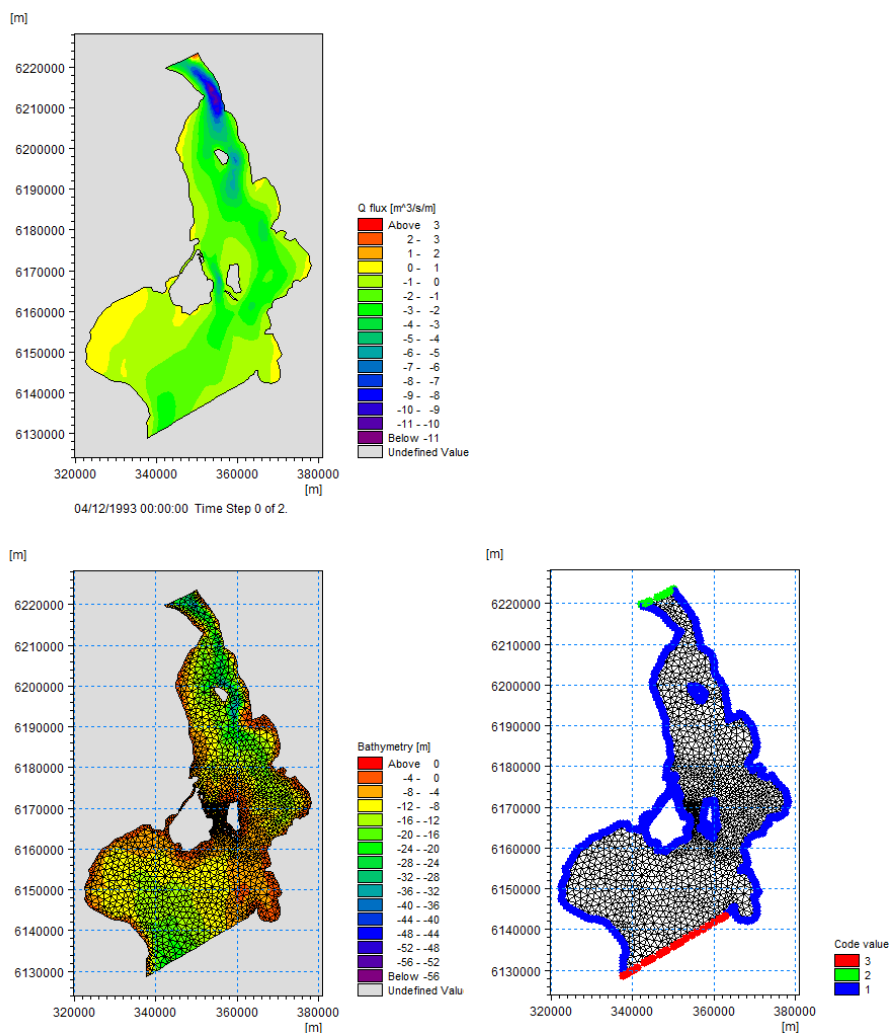 [m]
6220000
6210000
6200000
6190000
6180000
6170000
6160000
6150000
6140000
6130000
320000 340000 360000 380000
[m]
04/12/1993 00:00:00 Time Step 0 of 2.
Q flux [m^3/s/m]
Above 3
2 - 3
1 - 2
0 - 1
-1 - 0
-2 - -1
-3 - -2
-4 - -3
-5 - -4
-6 - -5
-7 - -6
-8 - -7
-9 - -8
-10 - -9
-11 - -10
Below -11
Undefined Value
[m]
6220000
6210000
6200000
6190000
6180000
6170000
6160000
6150000
6140000
6130000
320000 340000 360000 380000
[m]
Bathymetry [m]
Above 0
-4 - 0
-8 - -4
-12 - -8
-16 - -12
-20 - -16
-24 - -20
-28 - -24
-32 - -28
-36 - -32
-40 - -36
-44 - -40
-48 - -44
-52 - -48
-56 - -52
Below -56
Undefined Value
[m]
6220000
6210000
6200000
6190000
6180000
6170000
6160000
6150000
6140000
6130000
320000 340000 360000 380000
[m]
Code value
3
2
1